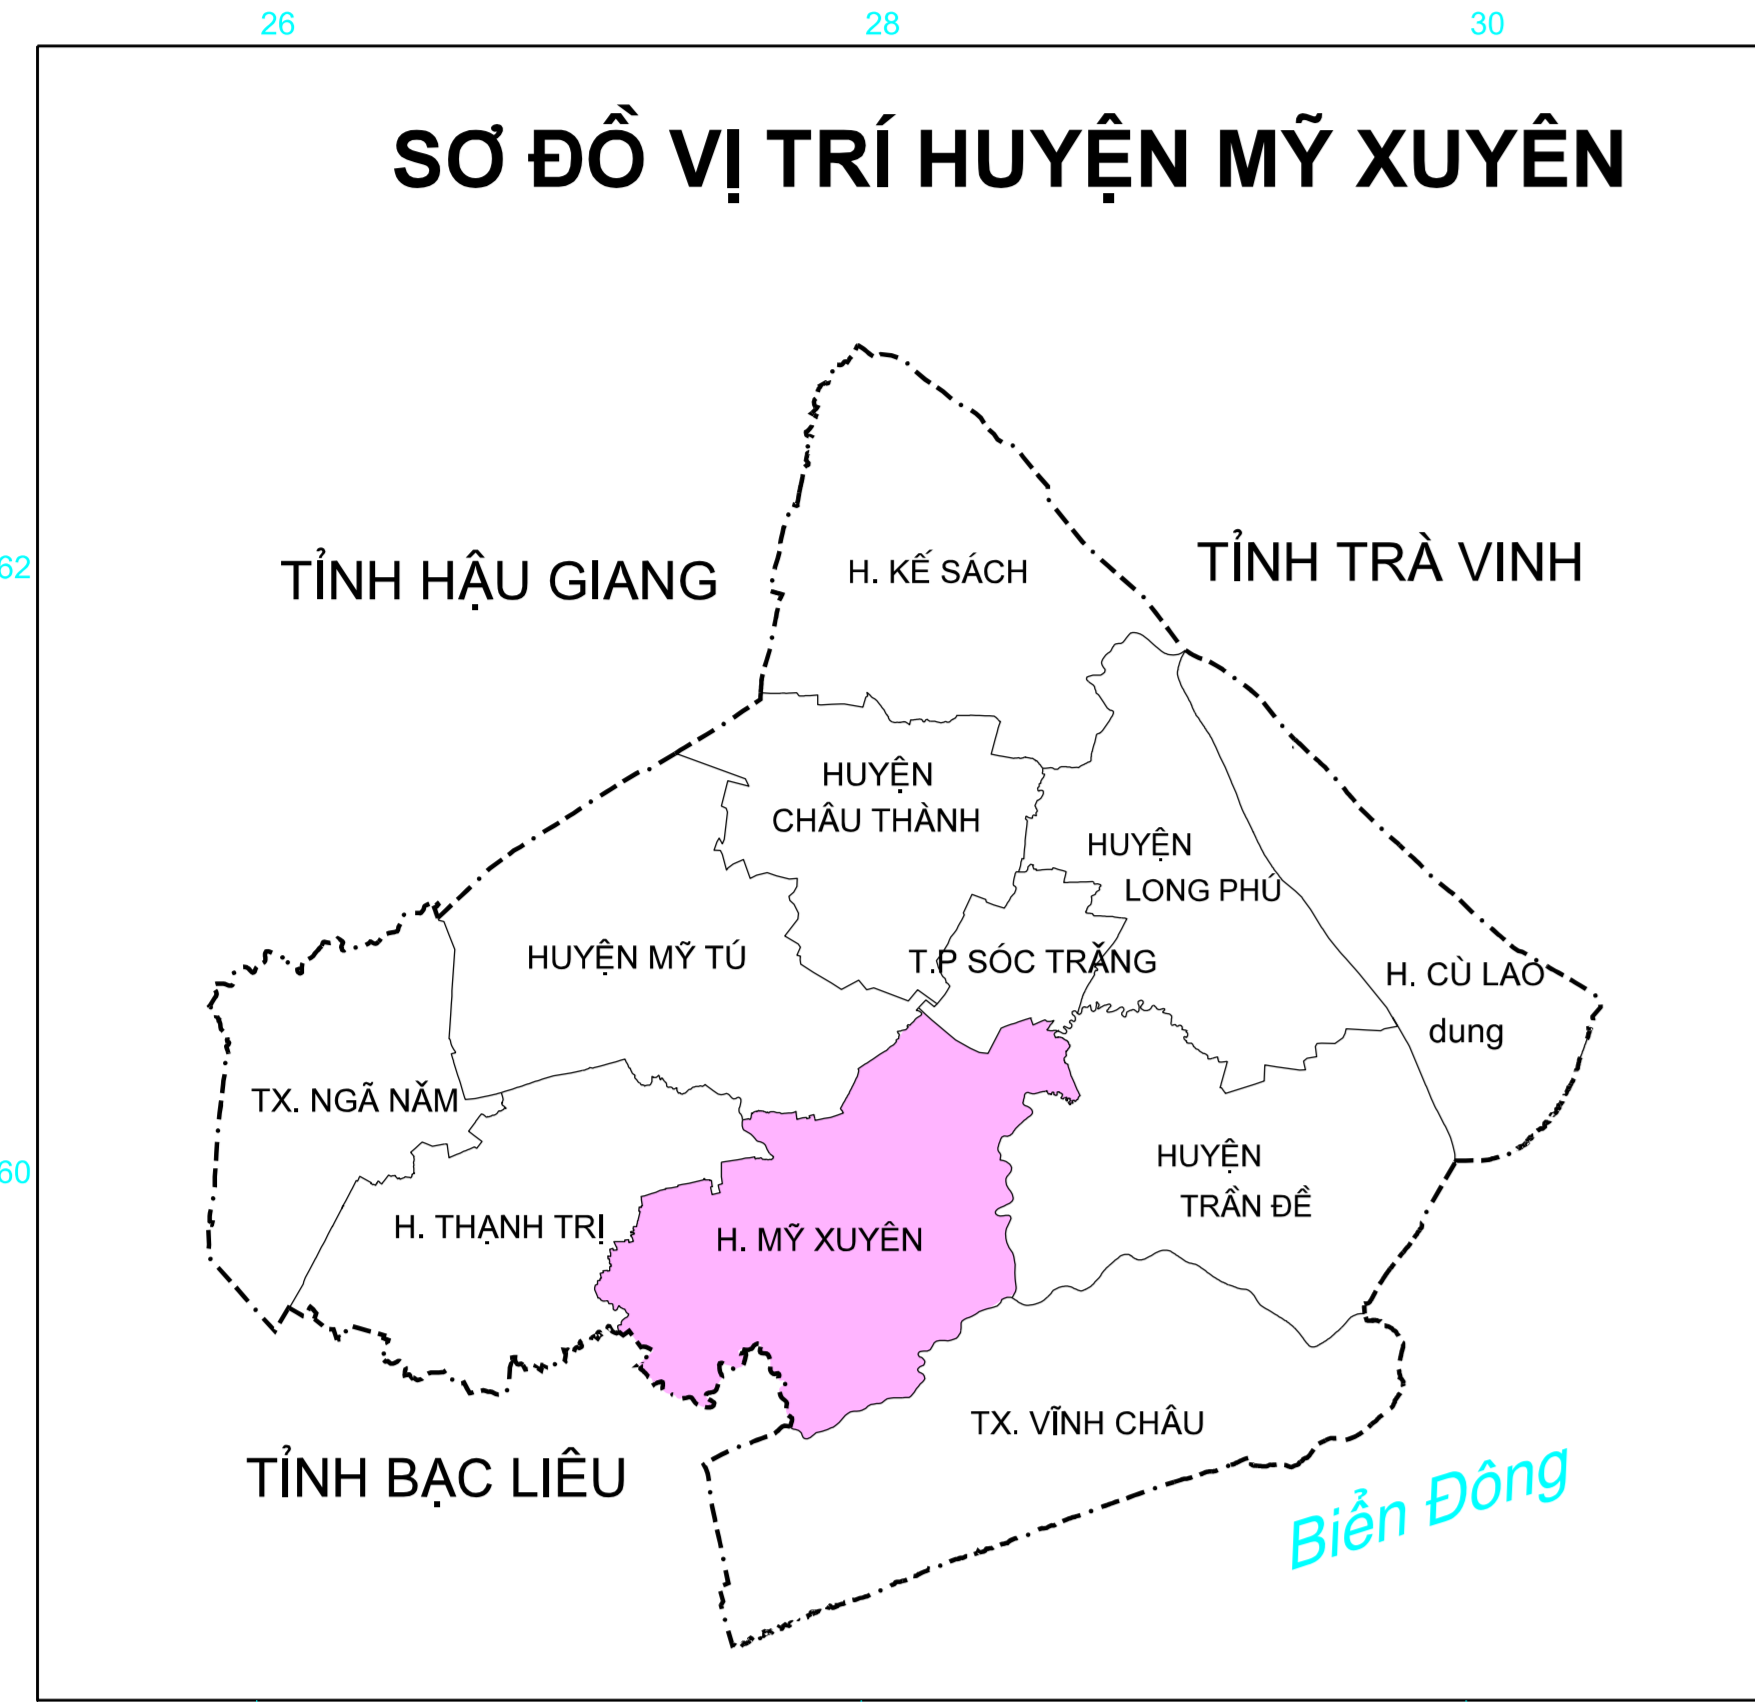 26 28 30
SƠ ĐỒ VỊ TRÍ HUYỆN MỸ XUYÊN
62
TỈNH HẬU GIANG
H. KẾ SÁCH
TỈNH TRÀ VINH
HUYỆN
CHÂU THÀNH
HUYỆN
LONG PHÚ
HUYỆN MỸ TÚ
T.P SÓC TRĂNG
H. CÙ LAO
dung
TX. NGÃ NĂM
60
HUYỆN
TRẦN ĐỀ
H. THẠNH TRỊ
H. MỸ XUYÊN
TX. VĨNH CHÂU
TỈNH BẠC LIÊU
Biển Đông